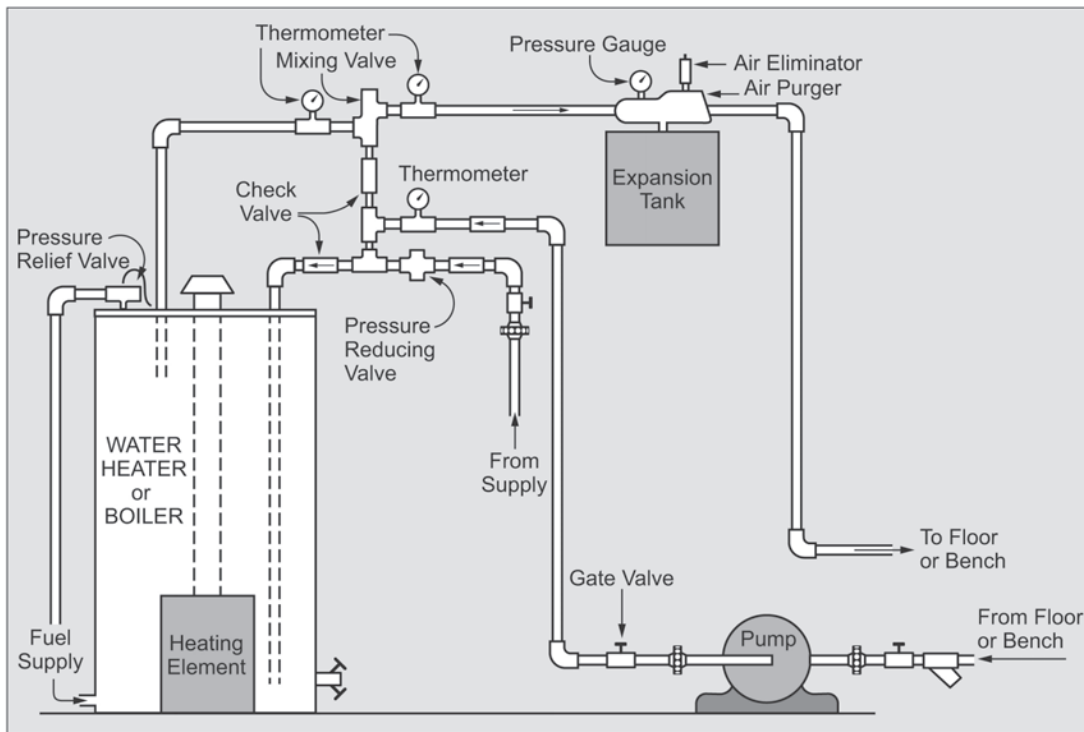 Thermometer
Mixing Valve
Pressure Gauge
Air Eliminator
Air Purger
Expansion
Tank
Thermometer
Check
Valve
Pressure
Relief Valve
Pressure
Reducing
Valve
From
Supply
WATER
HEATER
or
BOILER
To Floor
or Bench
Gate Valve
From Floor
or Bench
Pump
Fuel
Supply
Heating
Element